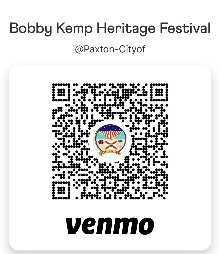 Bobby Kemp Heritage Festival
@Paxton-Cityof
venmo